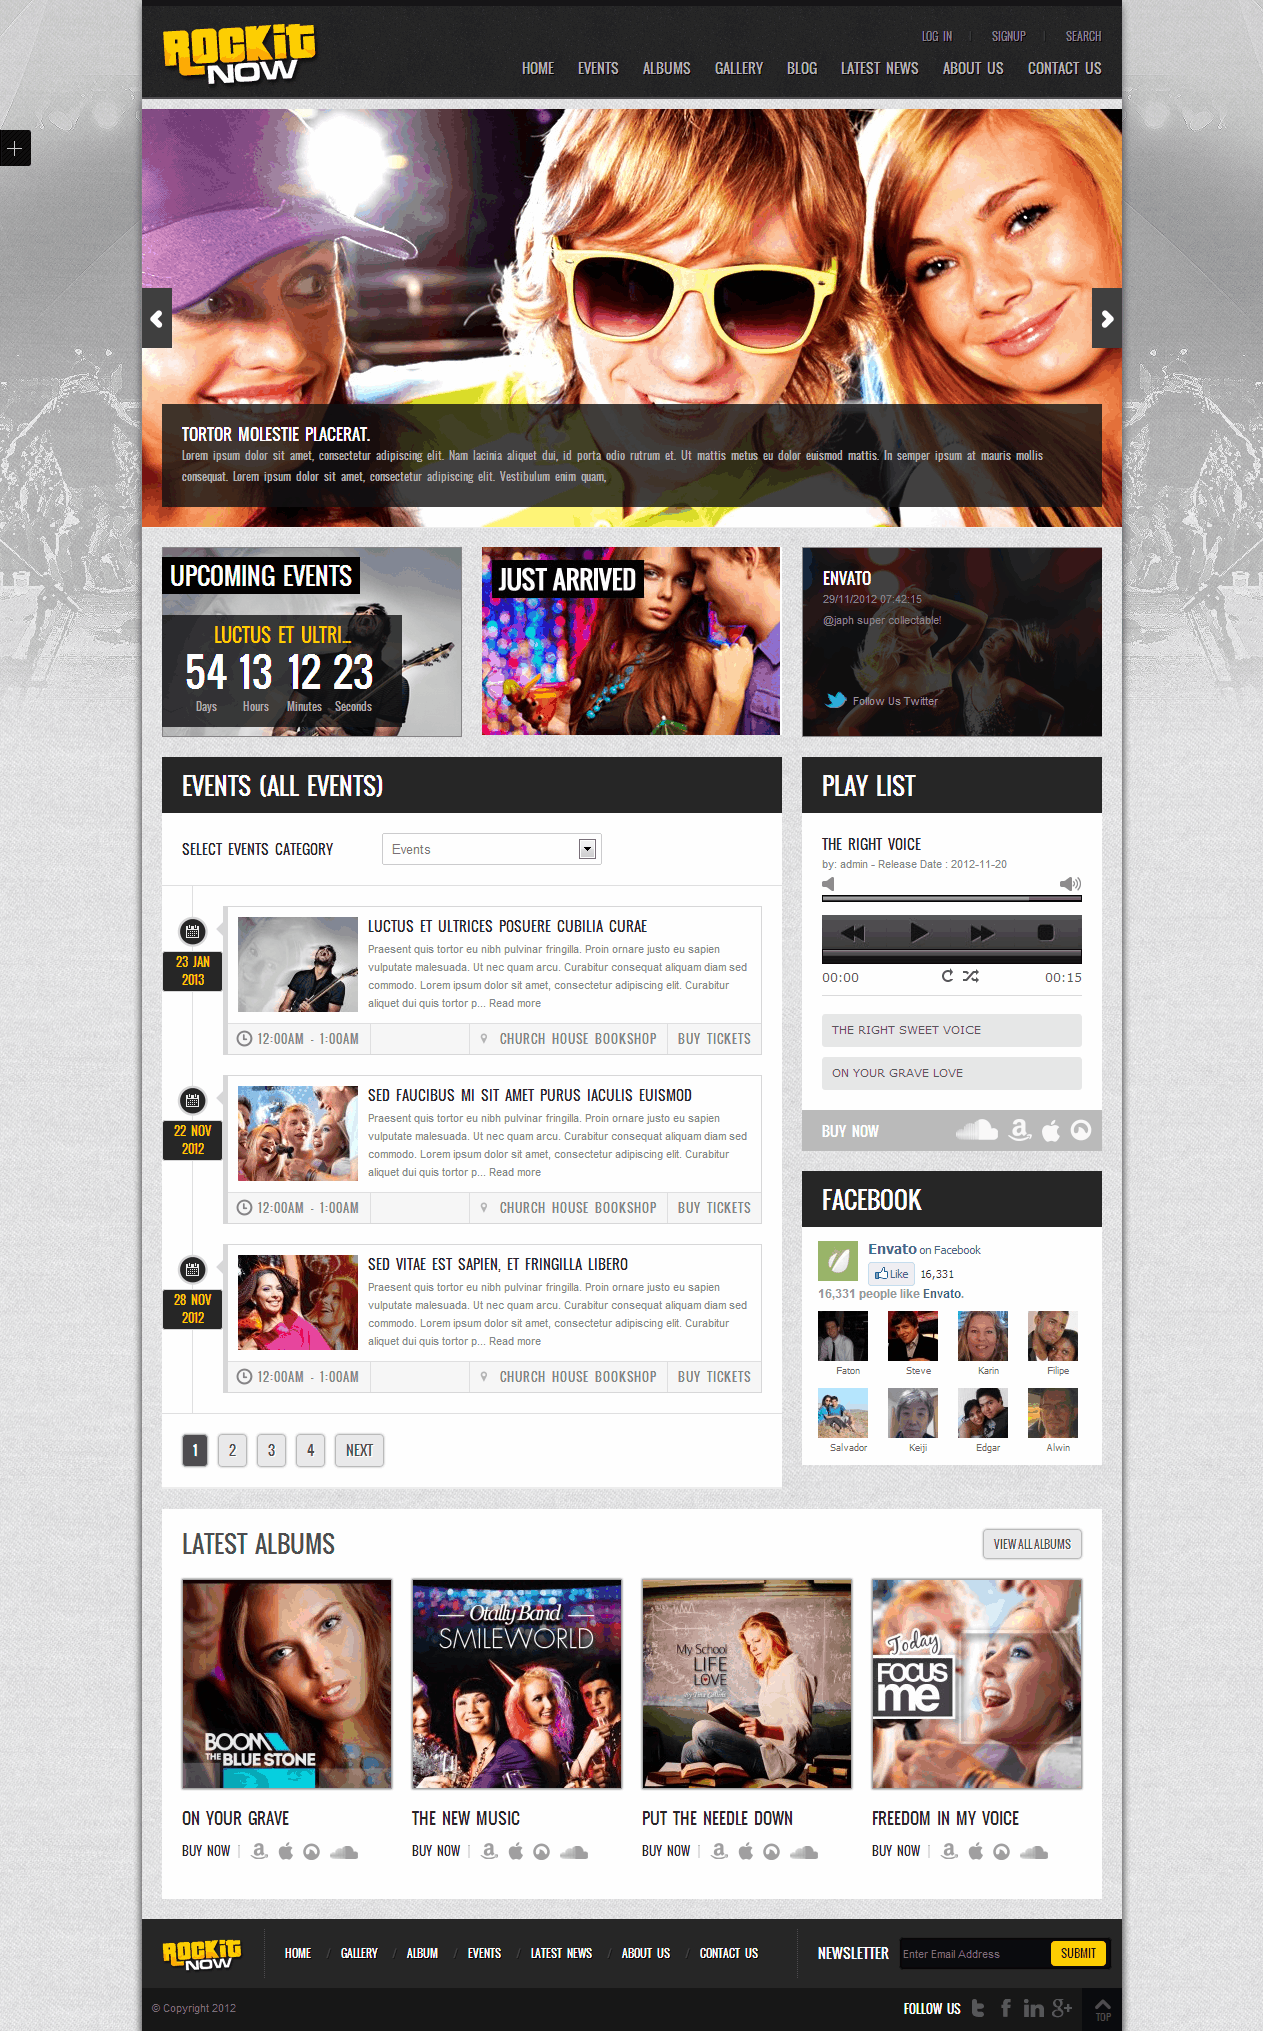 ROCKIT
NOW
LOG IN
SIGNUP
SEARCH
HOME EVENTS ALBUMS GALLERY BLOG LATEST NEWS ABOUT US CONTACT US
TORTOR MOLESTIE PLACERAT.
Lorem ipsum dolor sit amet, consectetur adipiscing elit. Nam lacinia aliquet dui, id porta odio rutrum et. Ut mattis metus eu dolor euismod mattis. In semper ipsum at mauris mollis
consequat. Lorem ipsum dolor sit amet, consectetur adipiscing elit. Vestibulum enim quam,
UPCOMING EVENTS
LUCTUS ET ULTRI...
54 13 12 23
Days Hours Minutes Seconds
JUST ARRIVED
ENVATO
29/11/2012 07:42:15
@japh super collectable!
Follow Us Twitter
EVENTS (ALL EVENTS)
SELECT EVENTS CATEGORY
Events
23 JAN
2013
LUCTUS ET ULTRICES POSUERE CUBILIA CURAE
Praesent quis tortor eu nibh pulvinar fringilla. Proin ornare justo eu sapien
vulputate malesuada. Ut nec quam arcu. Curabitur consequat aliquam diam sed
commodo. Lorem ipsum dolor sit amet, consectetur adipiscing elit. Curabitur
aliquet dui quis tortor p... Read more
12:00AM - 1:00AM
CHURCH HOUSE BOOKSHOP
BUY TICKETS
22 NOV
2012
SED FAUCIBUS MI SIT AMET PURUS IACULIS EUISMOD
Praesent quis tortor eu nibh pulvinar fringilla. Proin ornare justo eu sapien
vulputate malesuada. Ut nec quam arcu. Curabitur consequat aliquam diam sed
commodo. Lorem ipsum dolor sit amet, consectetur adipiscing elit. Curabitur
aliquet dui quis tortor p... Read more
12:00AM - 1:00AM
CHURCH HOUSE BOOKSHOP
BUY TICKETS
28 NOV
2012
SED VITAE EST SAPIEN, ET FRINGILLA LIBERO
Praesent quis tortor eu nibh pulvinar fringilla. Proin ornare justo eu sapien
vulputate malesuada. Ut nec quam arcu. Curabitur consequat aliquam diam sed
commodo. Lorem ipsum dolor sit amet, consectetur adipiscing elit. Curabitur
aliquet dui quis tortor p... Read more
12:00AM - 1:00AM
CHURCH HOUSE BOOKSHOP
BUY TICKETS
1 2 3 4 NEXT
PLAY LIST
THE RIGHT VOICE
by: admin - Release Date : 2012-11-20
00:00
00:15
THE RIGHT SWEET VOICE
ON YOUR GRAVE LOVE
BUY NOW
FACEBOOK
Envato on Facebook
Like 16,331
16,331 people like Envato.
Faton Steve Karin Filipe
Salvador Keiji Edgar Alwin
LATEST ALBUMS
VIEW ALL ALBUMS
BOOM
THE BLUE STONE
Otally Band
SMILEWORLD
My School
LIFE
LOVE
By Tina Collins
Today
FOCUS
me
ON YOUR GRAVE
THE NEW MUSIC
PUT THE NEEDLE DOWN
FREEDOM IN MY VOICE
BUY NOW
BUY NOW
BUY NOW
BUY NOW
ROCKIT
NOW
HOME / GALLERY / ALBUM / EVENTS / LATEST NEWS / ABOUT US / CONTACT US
NEWSLETTER
Enter Email Address
SUBMIT
© Copyright 2012
FOLLOW US
TOP